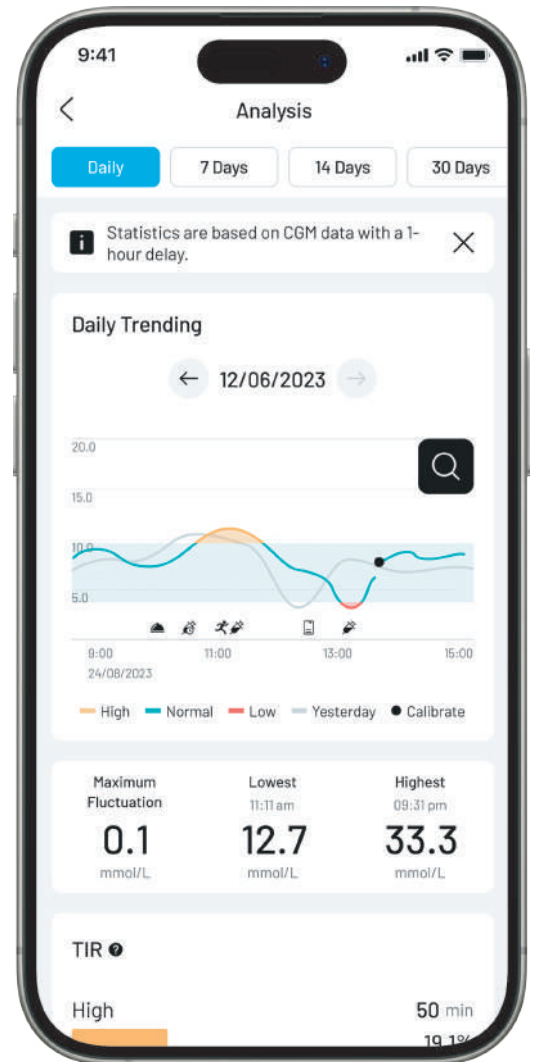 9:41
Analysis
Daily 7 Days 14 Days 30 Days
Statistics are based on CGM data with a 1-
hour delay.
Daily Trending
12/06/2023
20.0
15.0
10.0
5.0
9:00 11:00 13:00 15:00
24/08/2023
High Normal Low Yesterday Calibrate
Maximum
Fluctuation
0.1
mmol/L
Lowest
11:11 am
12.7
mmol/L
Highest
09:31 pm
33.3
mmol/L
TIR
High 50 min
19.1%